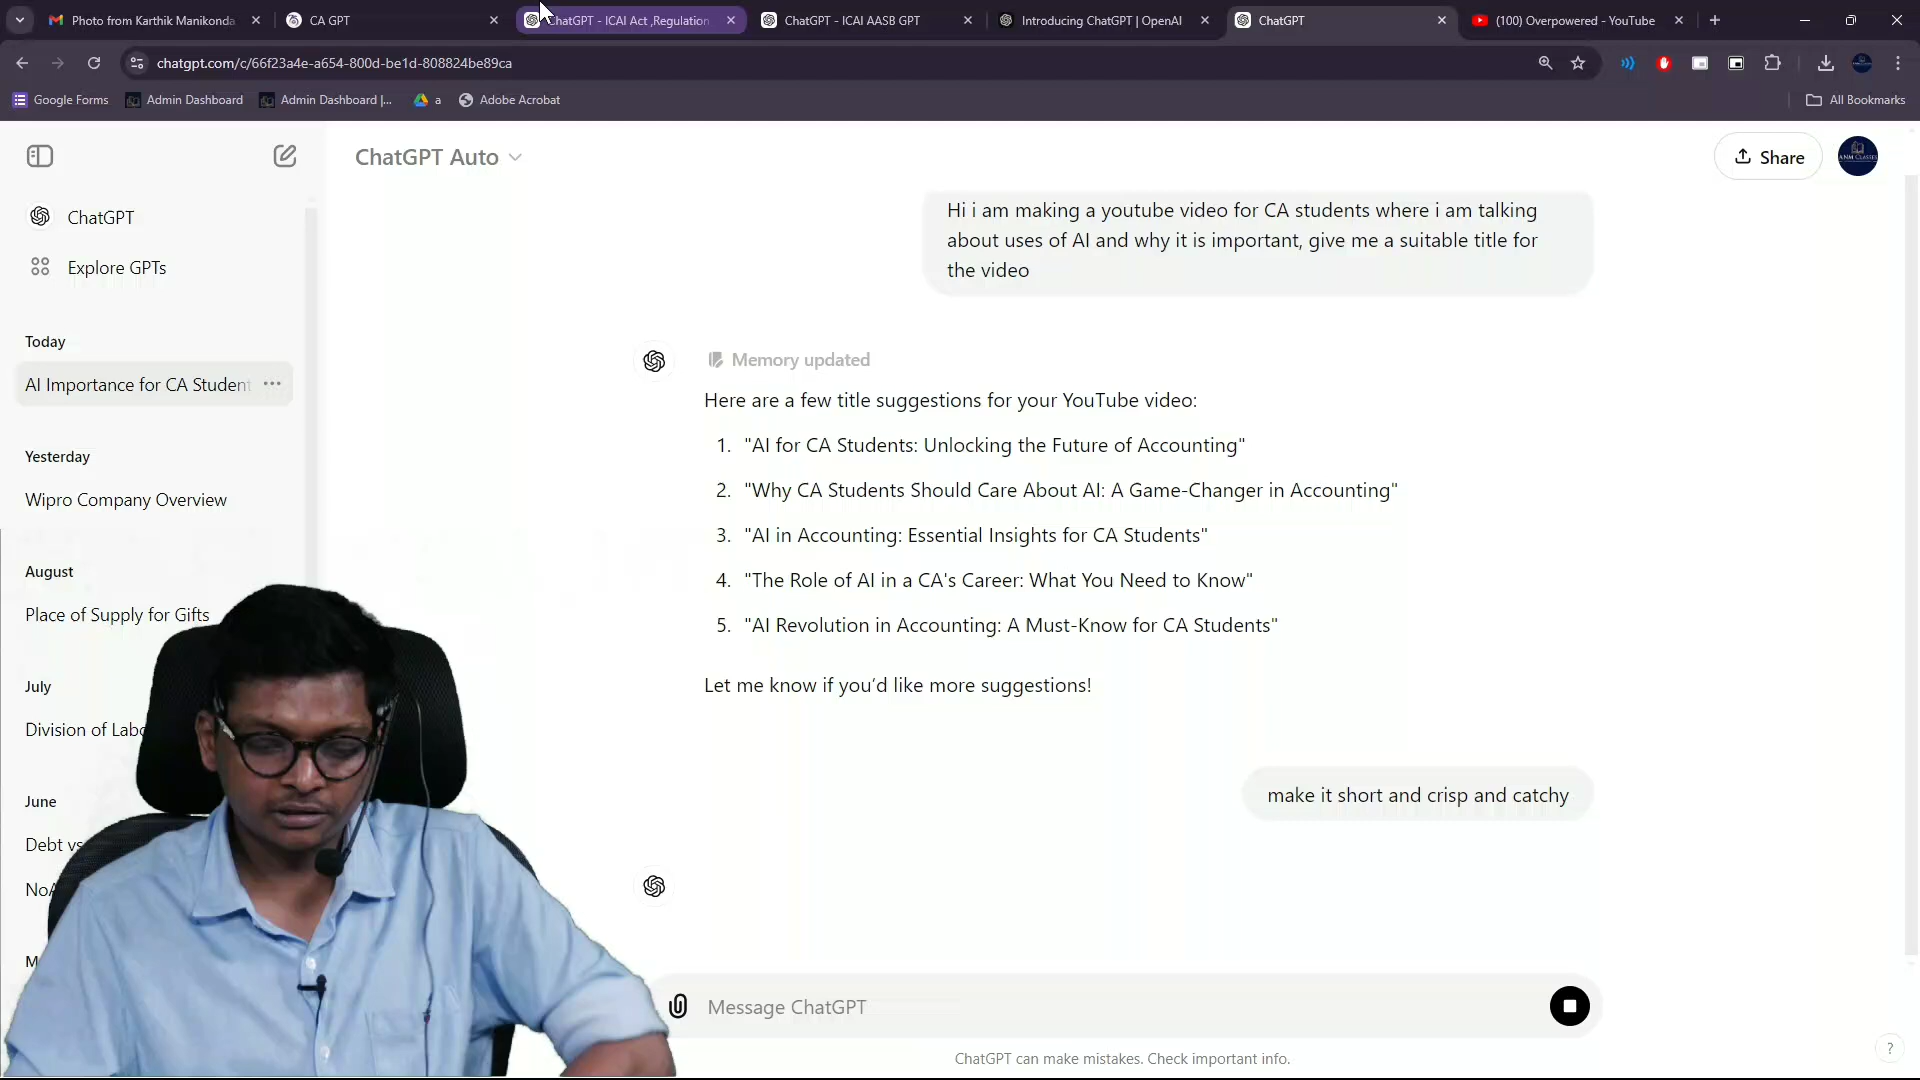 Photo from Karthik Manikonda
CA GPT
ChatGPT - ICAI Act ,Regulation
ChatGPT - ICAI AASB GPT
Introducing ChatGPT | OpenAI
ChatGPT
(100) Overpowered - YouTube
chatgpt.com/c/66f23a4e-a654-800d-be1d-808824be89ca
Google Forms
Admin Dashboard
Admin Dashboard |...
a
Adobe Acrobat
All Bookmarks
ChatGPT Auto
Share
ANM CLASSES
ChatGPT
Explore GPTs
Today
AI Importance for CA Student
Yesterday
Wipro Company Overview
August
Place of Supply for Gifts
July
Division of Labo
June
Debt vs
NoA
M
Hi i am making a youtube video for CA students where i am talking
about uses of AI and why it is important, give me a suitable title for
the video
Memory updated
Here are a few title suggestions for your YouTube video:
1. "AI for CA Students: Unlocking the Future of Accounting"
2. "Why CA Students Should Care About AI: A Game-Changer in Accounting"
3. "AI in Accounting: Essential Insights for CA Students"
4. "The Role of AI in a CA's Career: What You Need to Know"
5. "AI Revolution in Accounting: A Must-Know for CA Students"
Let me know if you'd like more suggestions!
make it short and crisp and catchy
Message ChatGPT
ChatGPT can make mistakes. Check important info.
?